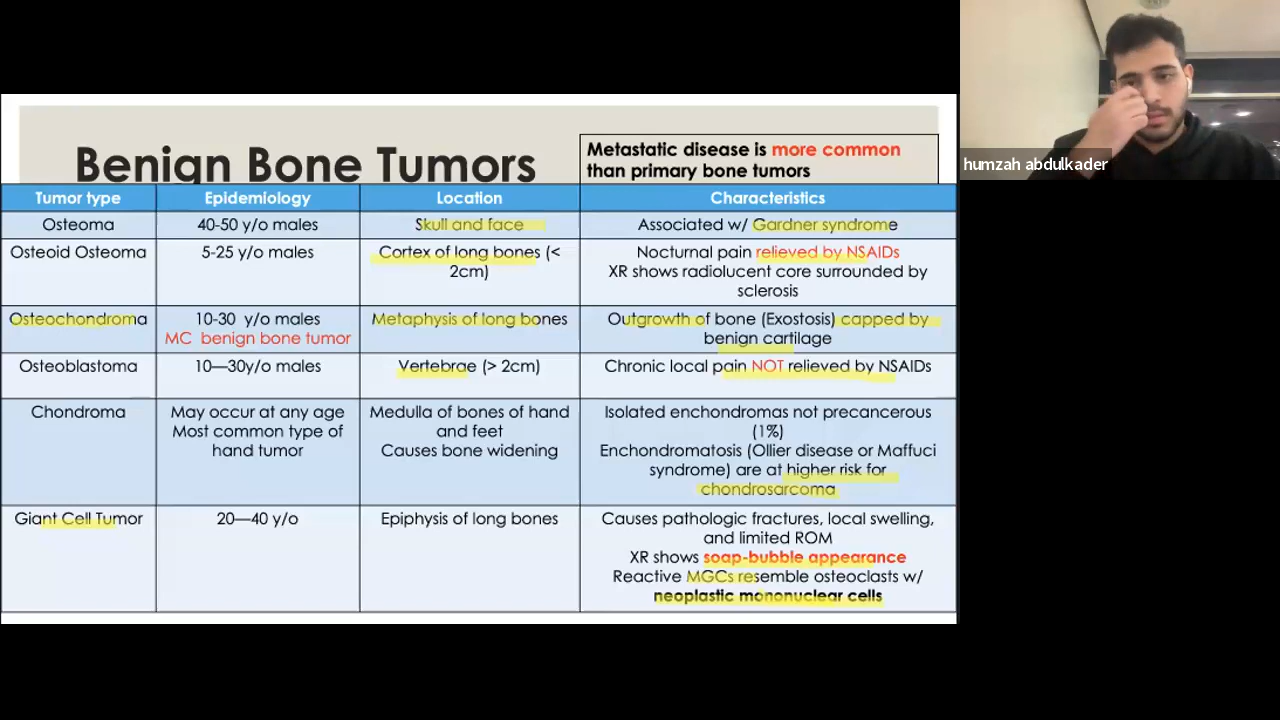 Benign Bone Tumors
Metastatic disease is more common
than primary bone tumors
Tumor type Epidemiology Location Characteristics
Osteoma 40-50 y/o males Skull and face Associated w/ Gardner syndrome
Osteoid Osteoma 5-25 y/o males Cortex of long bones (<
2cm) Nocturnal pain relieved by NSAIDs
XR shows radiolucent core surrounded by
sclerosis
Osteochondroma 10-30 y/o males
MC benign bone tumor Metaphysis of long bones Outgrowth of bone (Exostosis) capped by
benign cartilage
Osteoblastoma 10—30y/o males Vertebrae (> 2cm) Chronic local pain NOT relieved by NSAIDs
Chondroma May occur at any age
Most common type of
hand tumor Medulla of bones of hand
and feet
Causes bone widening Isolated enchondromas not precancerous
(1%)
Enchondromatosis (Ollier disease or Maffuci
syndrome) are at higher risk for
chondrosarcoma
Giant Cell Tumor 20—40 y/o Epiphysis of long bones Causes pathologic fractures, local swelling,
and limited ROM
XR shows soap-bubble appearance
Reactive MGCs resemble osteoclasts w/
neoplastic mononuclear cells
humzah abdulkader